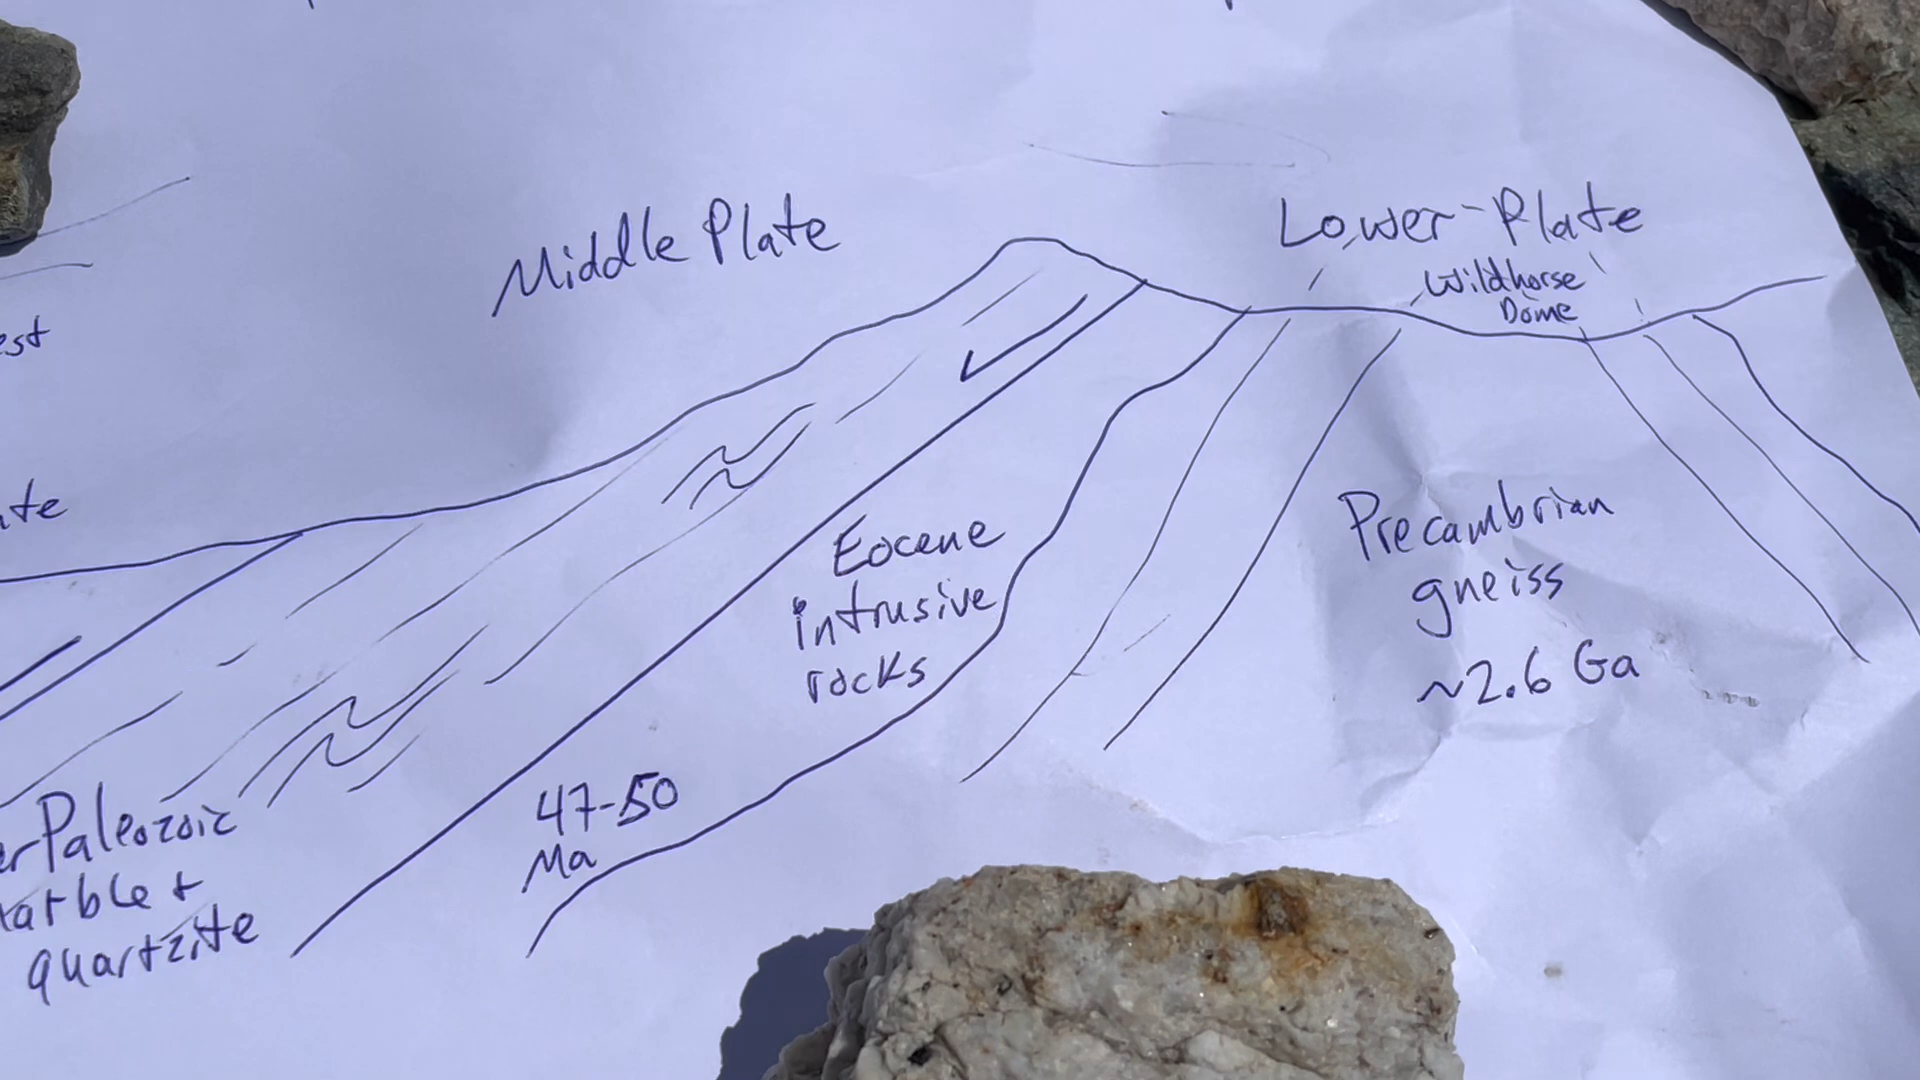 Middle Plate
Lower-Plate
Wildhorse
Dome
Eocene
intrusive
rocks
Precambrian
gneiss
~2.6 Ga
47-50
Ma
Paleozoic
quartzite